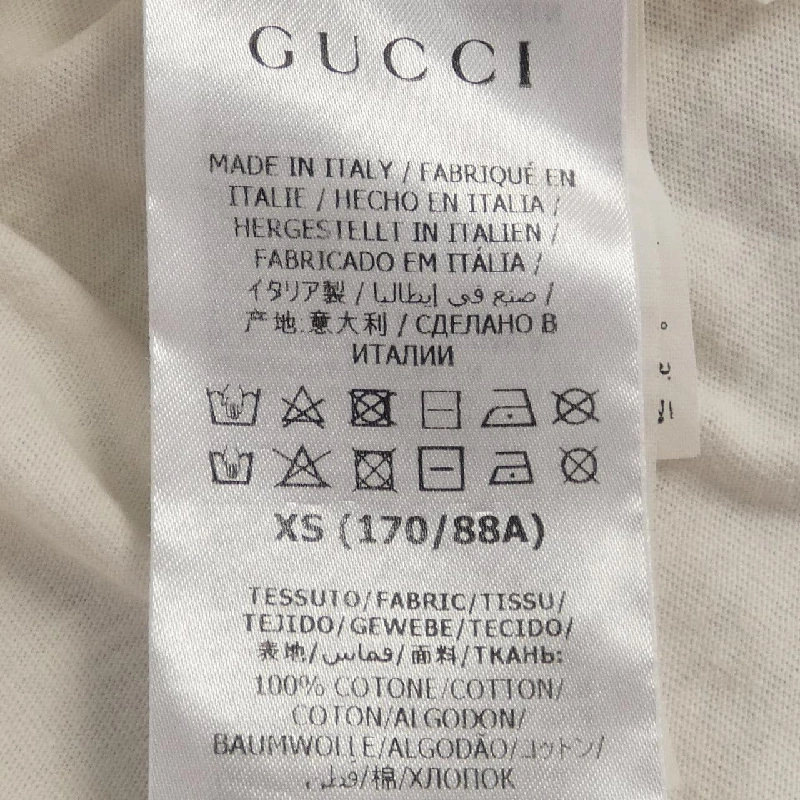 GUCCI
MADE IN ITALY / FABRIQUÉ EN
ITALIE / HECHO EN ITALIA /
HERGESTELLT IN ITALIEN /
FABRICADO EM ITÁLIA /
イタリア製 / صنع في إيطاليا /
产地.意大利 / СДЕЛАНО В
ИТАЛИИ
XS (170/88A)
TESSUTO/FABRIC/TISSU/
TEJIDO/GEWEBE/TECIDO/
表地/قماس/面料/ТКАНЬ:
100% COTONE/COTTON/
COTON/ALGODON/
BAUMWOLLE/ALGODÃO/コットン/
قطن/棉/ХЛОПОК